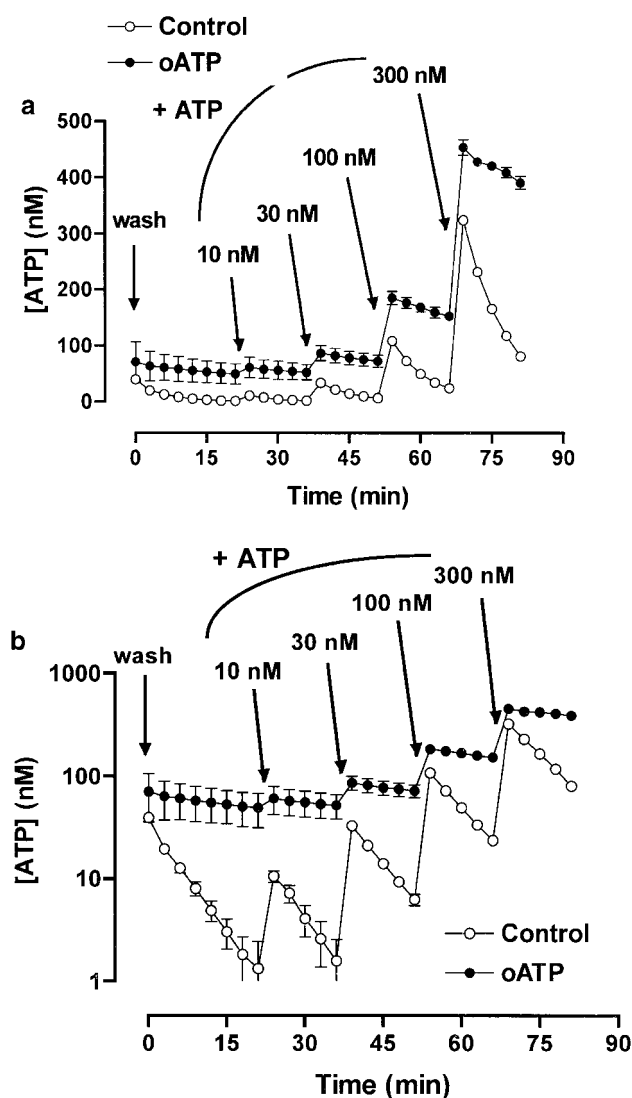 Control
oATP
a
+ ATP
300 nM
100 nM
30 nM
10 nM
wash
[ATP] (nM)
500
400
300
200
100
0
0 15 30 45 60 75 90
Time (min)
b
+ ATP
300 nM
100 nM
30 nM
10 nM
wash
[ATP] (nM)
1000
100
10
1
Control
oATP
0 15 30 45 60 75 90
Time (min)